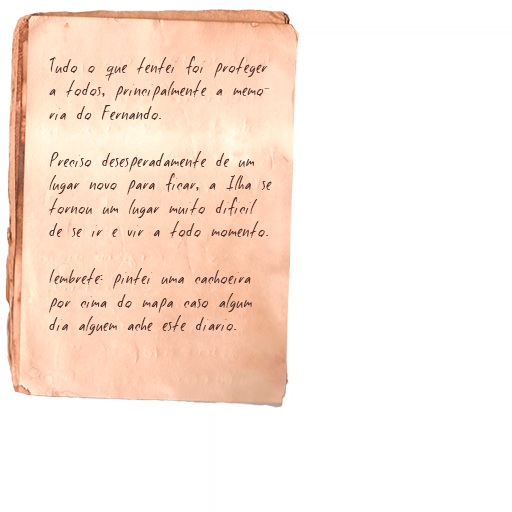 Tudo o que tentei foi proteger
a todos, principalmente a memo-
ria do Fernando.
Preciso desesperadamente de um
lugar novo para ficar, a Ilha se
tornou um lugar muito dificil
de se ir e vir a todo momento.
lembrete: pintei uma cachoeira
por cima do mapa caso algum
dia alguem ache este diario.